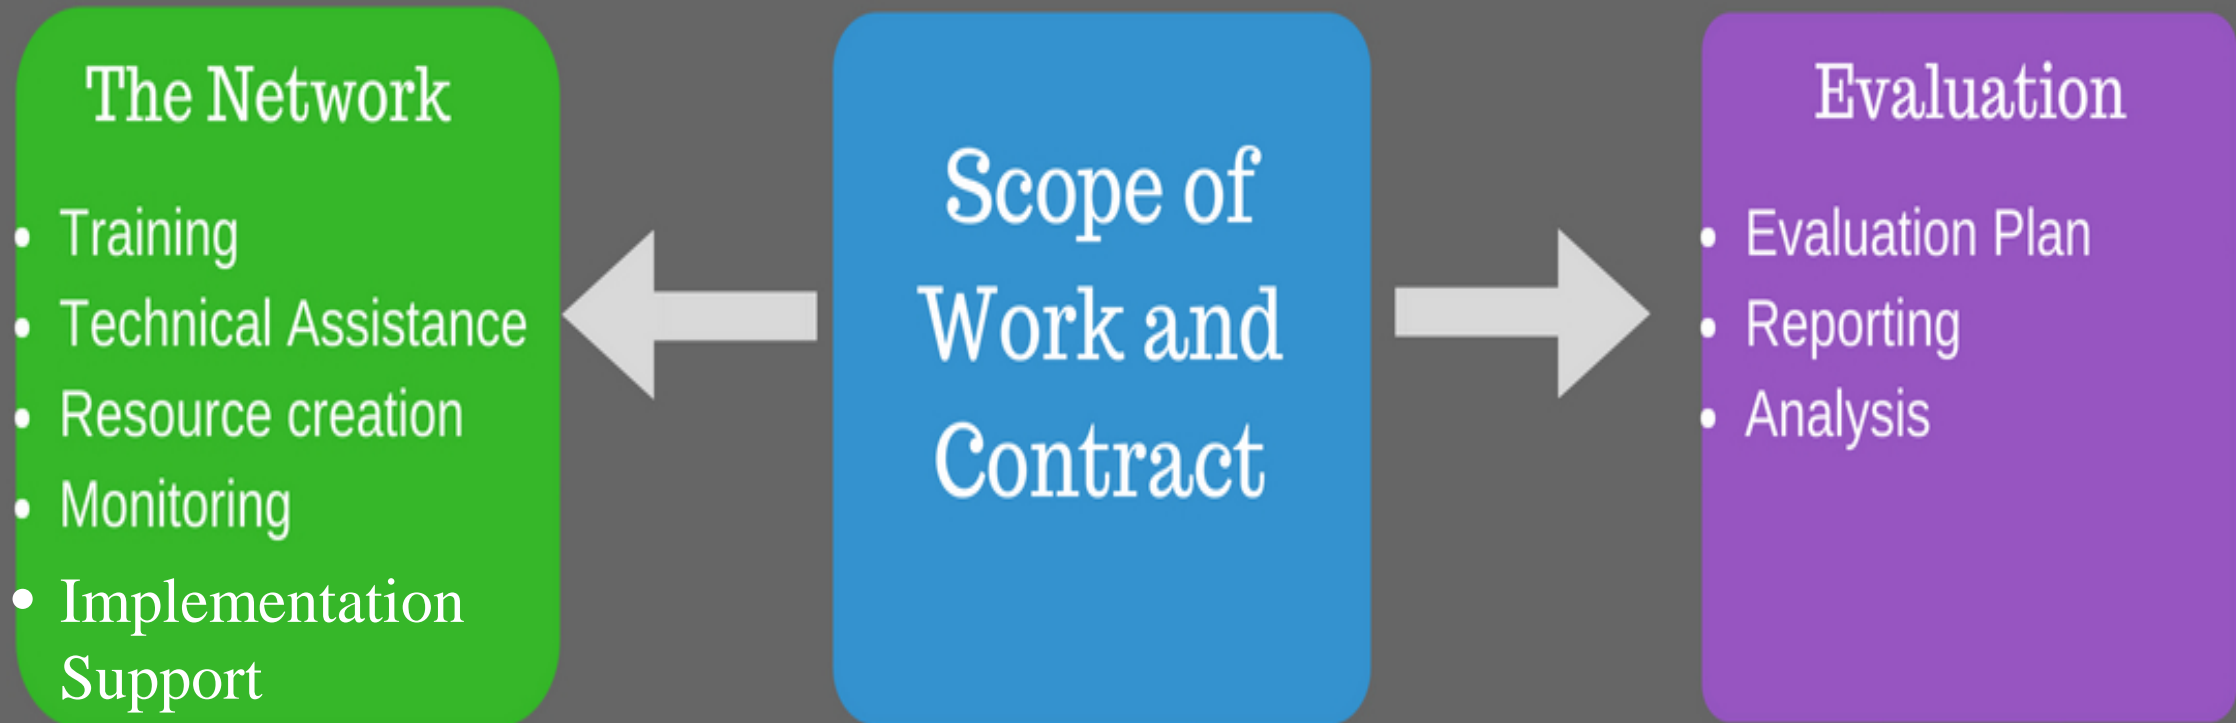 The Network
• Training
• Technical Assistance
• Resource creation
• Monitoring
• Implementation
Support
Scope of
Work and
Contract
Evaluation
• Evaluation Plan
• Reporting
• Analysis